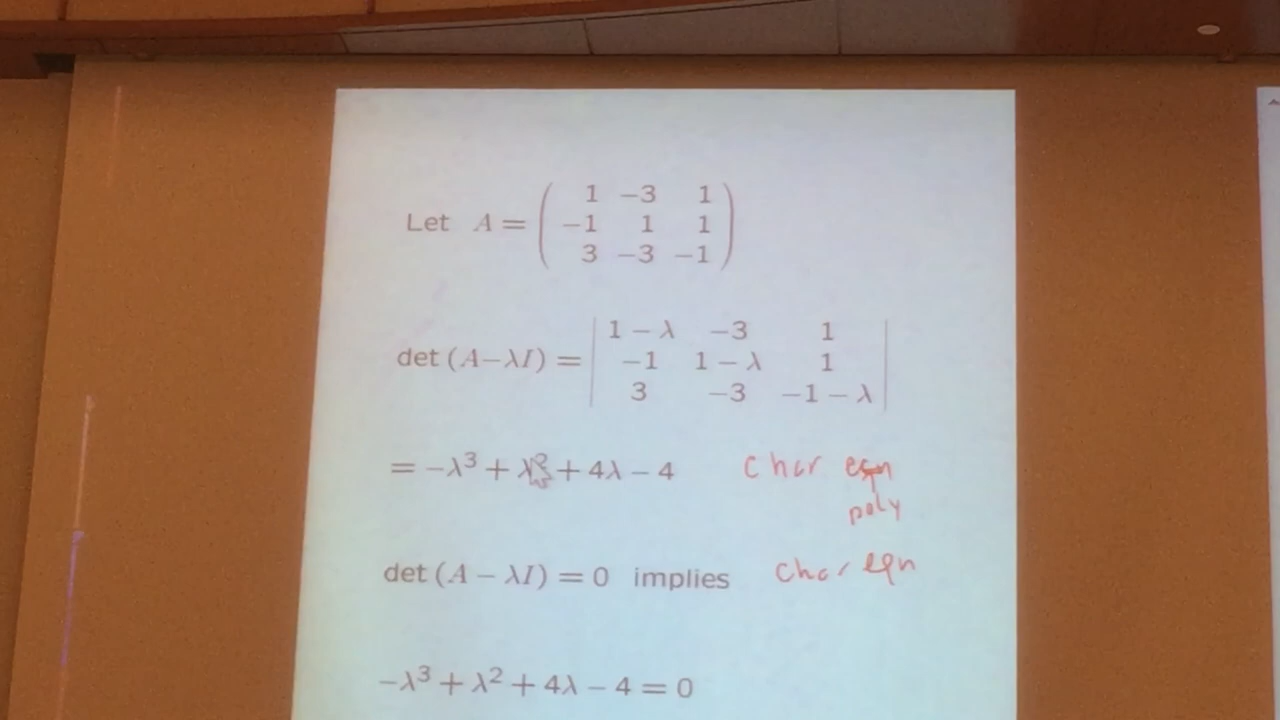 Let A = ( 1 −3 1
−1 1 1
3 −3 −1 )
det (A−λI) = | 1 − λ −3 1
−1 1 − λ 1
3 −3 −1 − λ |
= −λ³ + λ² + 4λ − 4 char eqn
poly
det (A − λI) = 0 implies char eqn
−λ³ + λ² + 4λ − 4 = 0